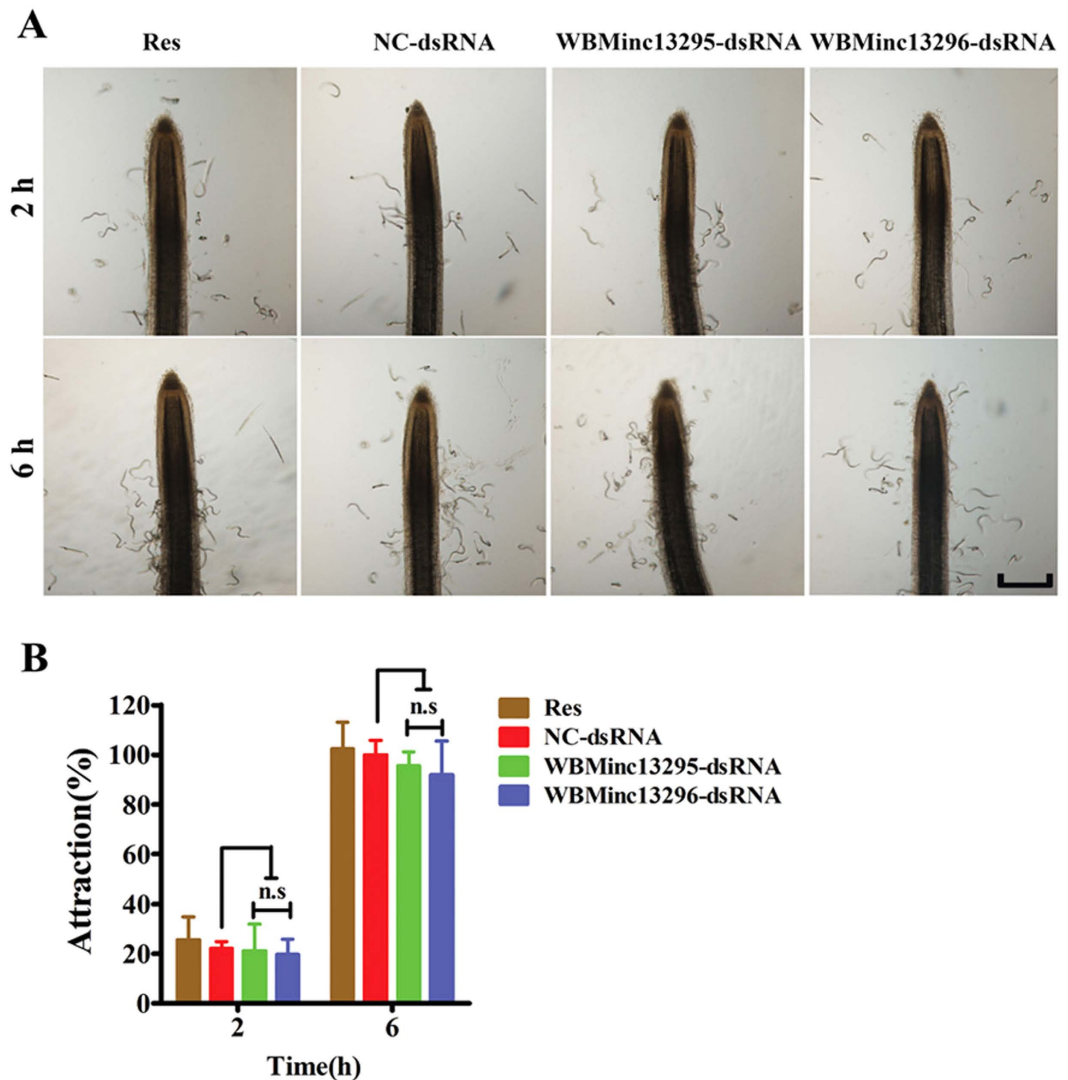 A
Res NC-dsRNA WBMinc13295-dsRNA WBMinc13296-dsRNA
2 h
6 h
B
Attraction(%)
120
100
80
60
40
20
0
n.s
n.s
2 6
Time(h)
Res
NC-dsRNA
WBMinc13295-dsRNA
WBMinc13296-dsRNA